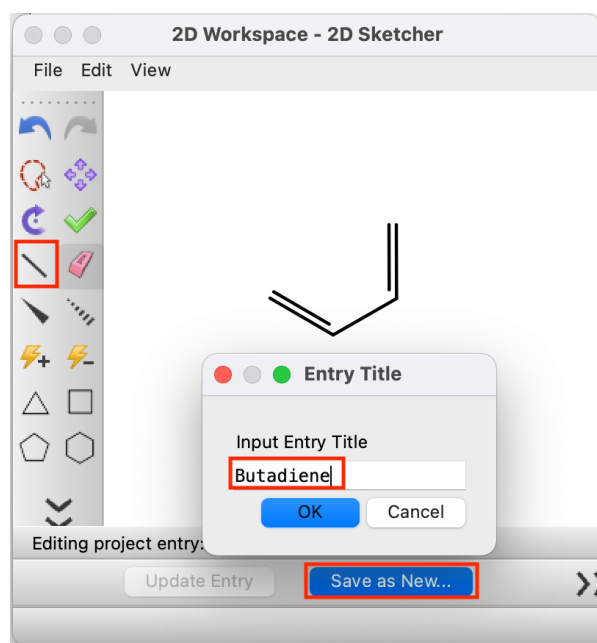 2D Workspace - 2D Sketcher
File Edit View
Entry Title
Input Entry Title
Butadiene
OK Cancel
Editing project entry:
Update Entry Save as New...